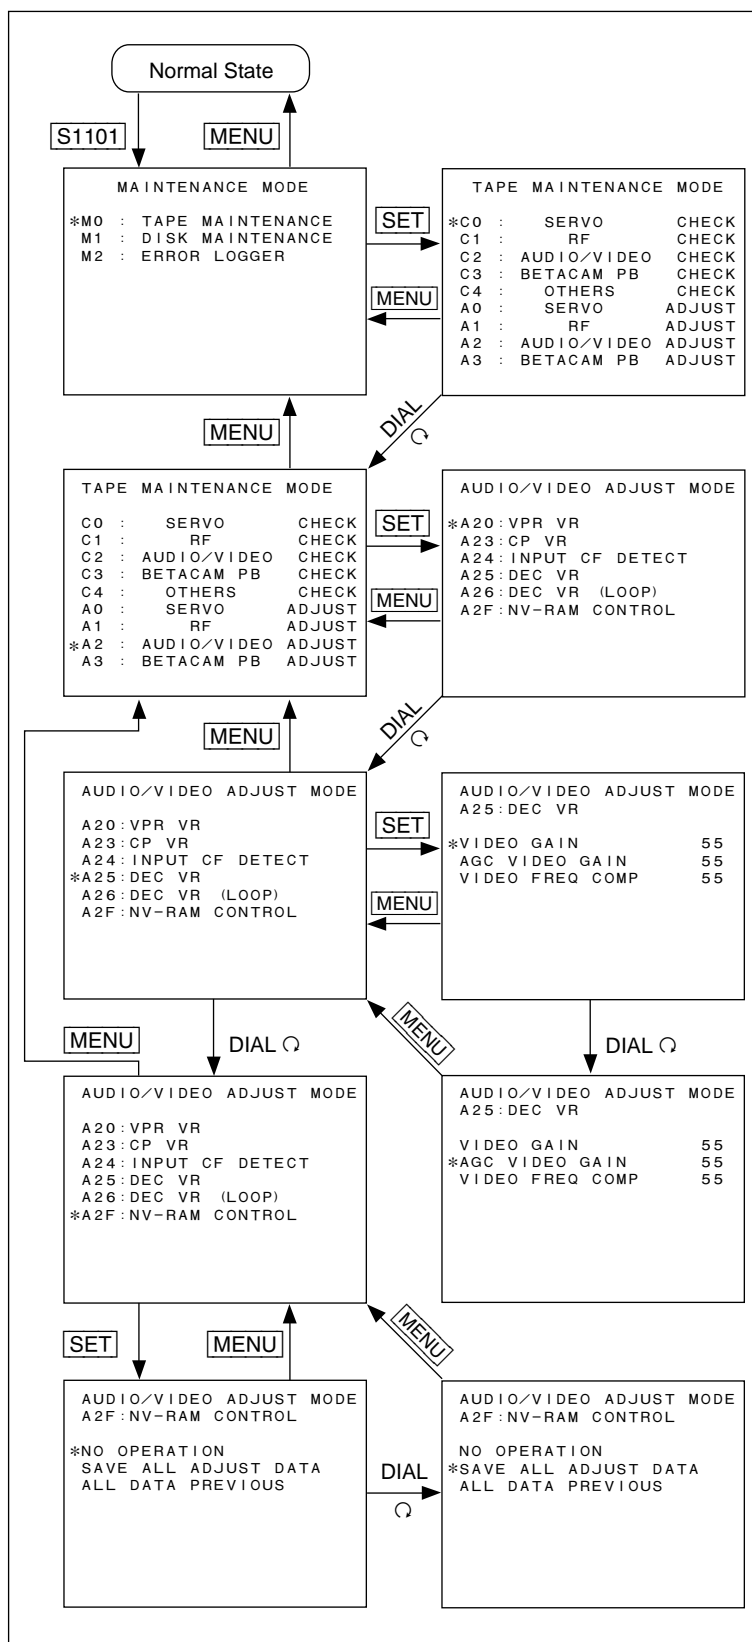 Normal State
S1101
MENU
MAINTENANCE MODE
*M0 : TAPE MAINTENANCE
M1 : DISK MAINTENANCE
M2 : ERROR LOGGER
SET
MENU
TAPE MAINTENANCE MODE
*C0 : SERVO CHECK
C1 : RF CHECK
C2 : AUDIO/VIDEO CHECK
C3 : BETACAM PB CHECK
C4 : OTHERS CHECK
A0 : SERVO ADJUST
A1 : RF ADJUST
A2 : AUDIO/VIDEO ADJUST
A3 : BETACAM PB ADJUST
MENU
DIAL
TAPE MAINTENANCE MODE
C0 : SERVO CHECK
C1 : RF CHECK
C2 : AUDIO/VIDEO CHECK
C3 : BETACAM PB CHECK
C4 : OTHERS CHECK
A0 : SERVO ADJUST
A1 : RF ADJUST
*A2 : AUDIO/VIDEO ADJUST
A3 : BETACAM PB ADJUST
SET
MENU
AUDIO/VIDEO ADJUST MODE
*A20:VPR VR
A23:CP VR
A24:INPUT CF DETECT
A25:DEC VR
A26:DEC VR (LOOP)
A2F:NV-RAM CONTROL
MENU
DIAL
AUDIO/VIDEO ADJUST MODE
A20:VPR VR
A23:CP VR
A24:INPUT CF DETECT
*A25:DEC VR
A26:DEC VR (LOOP)
A2F:NV-RAM CONTROL
SET
MENU
AUDIO/VIDEO ADJUST MODE
A25:DEC VR
*VIDEO GAIN 55
AGC VIDEO GAIN 55
VIDEO FREQ COMP 55
MENU
DIAL
MENU
DIAL
AUDIO/VIDEO ADJUST MODE
A20:VPR VR
A23:CP VR
A24:INPUT CF DETECT
A25:DEC VR
A26:DEC VR (LOOP)
*A2F:NV-RAM CONTROL
AUDIO/VIDEO ADJUST MODE
A25:DEC VR
VIDEO GAIN 55
*AGC VIDEO GAIN 55
VIDEO FREQ COMP 55
SET
MENU
MENU
AUDIO/VIDEO ADJUST MODE
A2F:NV-RAM CONTROL
*NO OPERATION
SAVE ALL ADJUST DATA
ALL DATA PREVIOUS
DIAL
AUDIO/VIDEO ADJUST MODE
A2F:NV-RAM CONTROL
NO OPERATION
*SAVE ALL ADJUST DATA
ALL DATA PREVIOUS